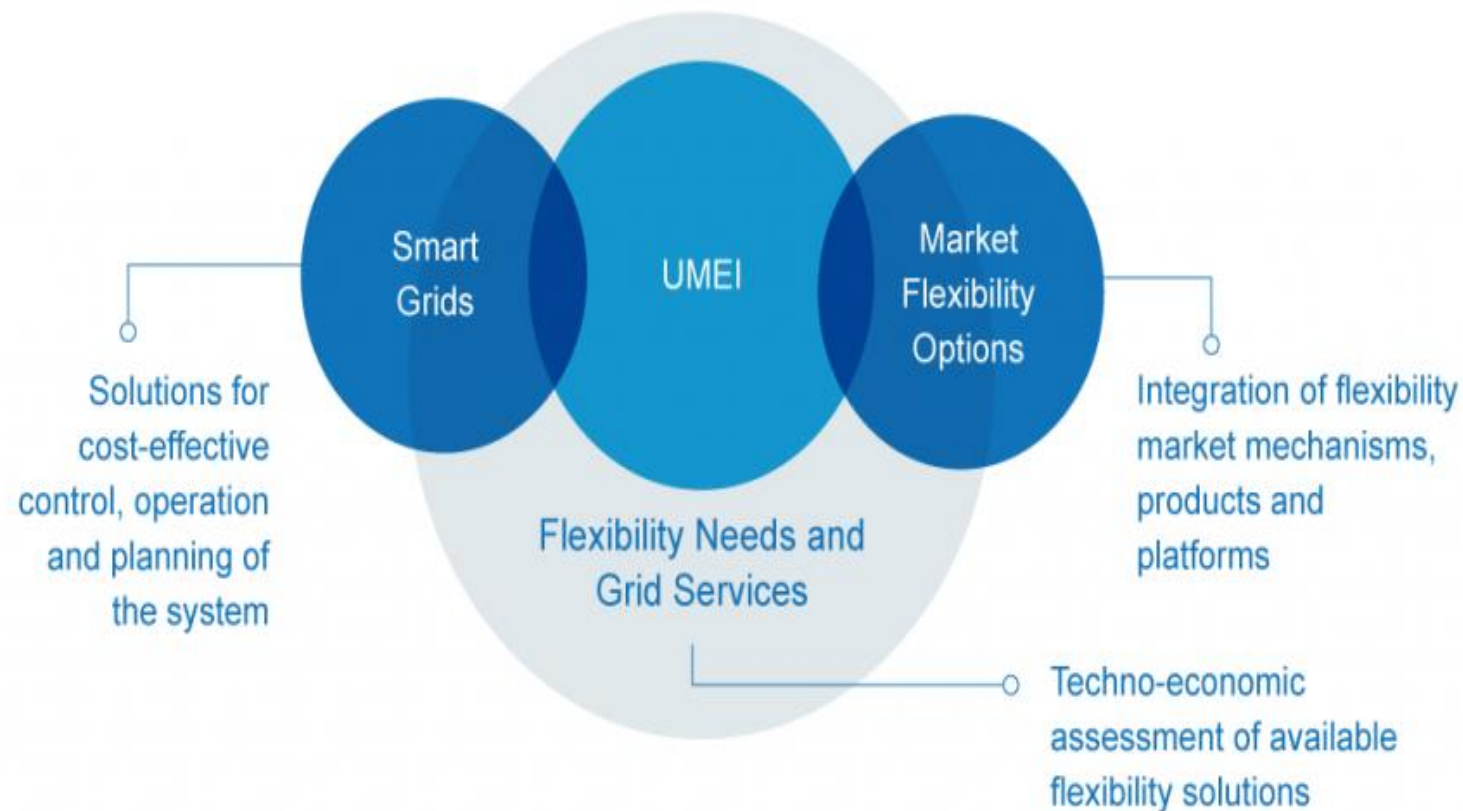 Smart
Grids
UMEI
Market
Flexibility
Options
Solutions for
cost-effective
control, operation
and planning of
the system
Integration of flexibility
market mechanisms,
products and
platforms
Flexibility Needs and
Grid Services
Techno-economic
assessment of available
flexibility solutions